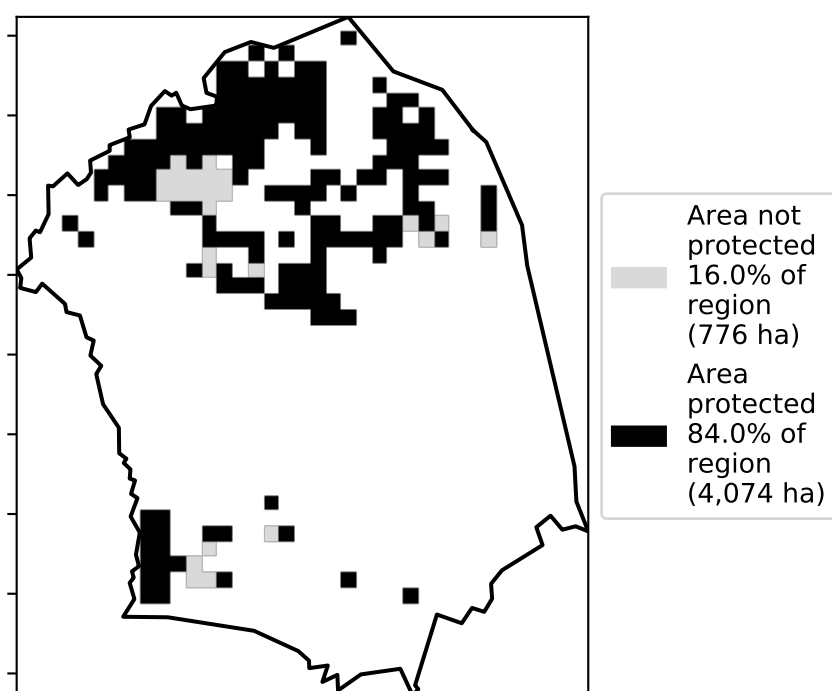 Area not
protected
16.0% of
region
(776 ha)
Area
protected
84.0% of
region
(4,074 ha)